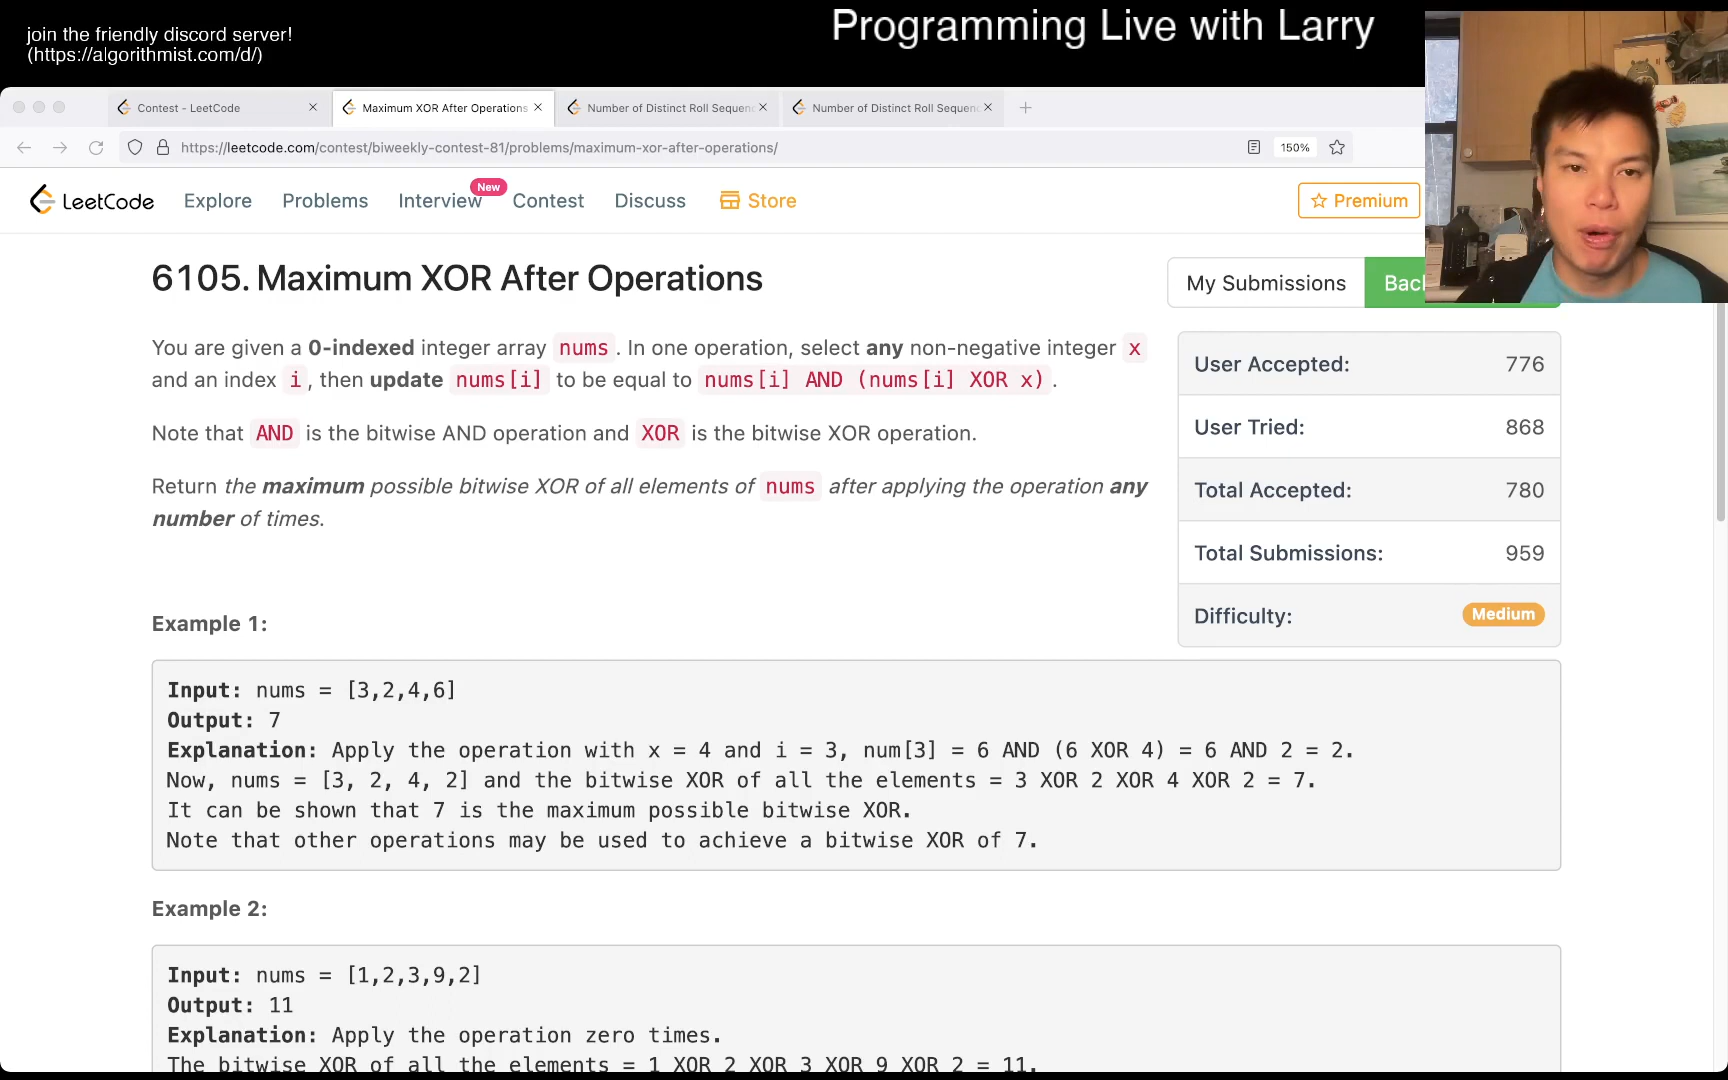 join the friendly discord server!
(https://algorithmist.com/d/)
Programming Live with Larry
Contest - LeetCode
Maximum XOR After Operations
Number of Distinct Roll Sequenc
Number of Distinct Roll Sequenc
https://leetcode.com/contest/biweekly-contest-81/problems/maximum-xor-after-operations/
150%
LeetCode
Explore
Problems
Interview
New
Contest
Discuss
Store
Premium
6105. Maximum XOR After Operations
My Submissions
Bac
You are given a 0-indexed integer array nums . In one operation, select any non-negative integer x
and an index i , then update nums[i] to be equal to nums[i] AND (nums[i] XOR x) .
Note that AND is the bitwise AND operation and XOR is the bitwise XOR operation.
Return the maximum possible bitwise XOR of all elements of nums after applying the operation any
number of times.
User Accepted: 776
User Tried: 868
Total Accepted: 780
Total Submissions: 959
Difficulty: Medium
Example 1:
Input: nums = [3,2,4,6]
Output: 7
Explanation: Apply the operation with x = 4 and i = 3, num[3] = 6 AND (6 XOR 4) = 6 AND 2 = 2.
Now, nums = [3, 2, 4, 2] and the bitwise XOR of all the elements = 3 XOR 2 XOR 4 XOR 2 = 7.
It can be shown that 7 is the maximum possible bitwise XOR.
Note that other operations may be used to achieve a bitwise XOR of 7.
Example 2:
Input: nums = [1,2,3,9,2]
Output: 11
Explanation: Apply the operation zero times.
The bitwise XOR of all the elements = 1 XOR 2 XOR 3 XOR 9 XOR 2 = 11.